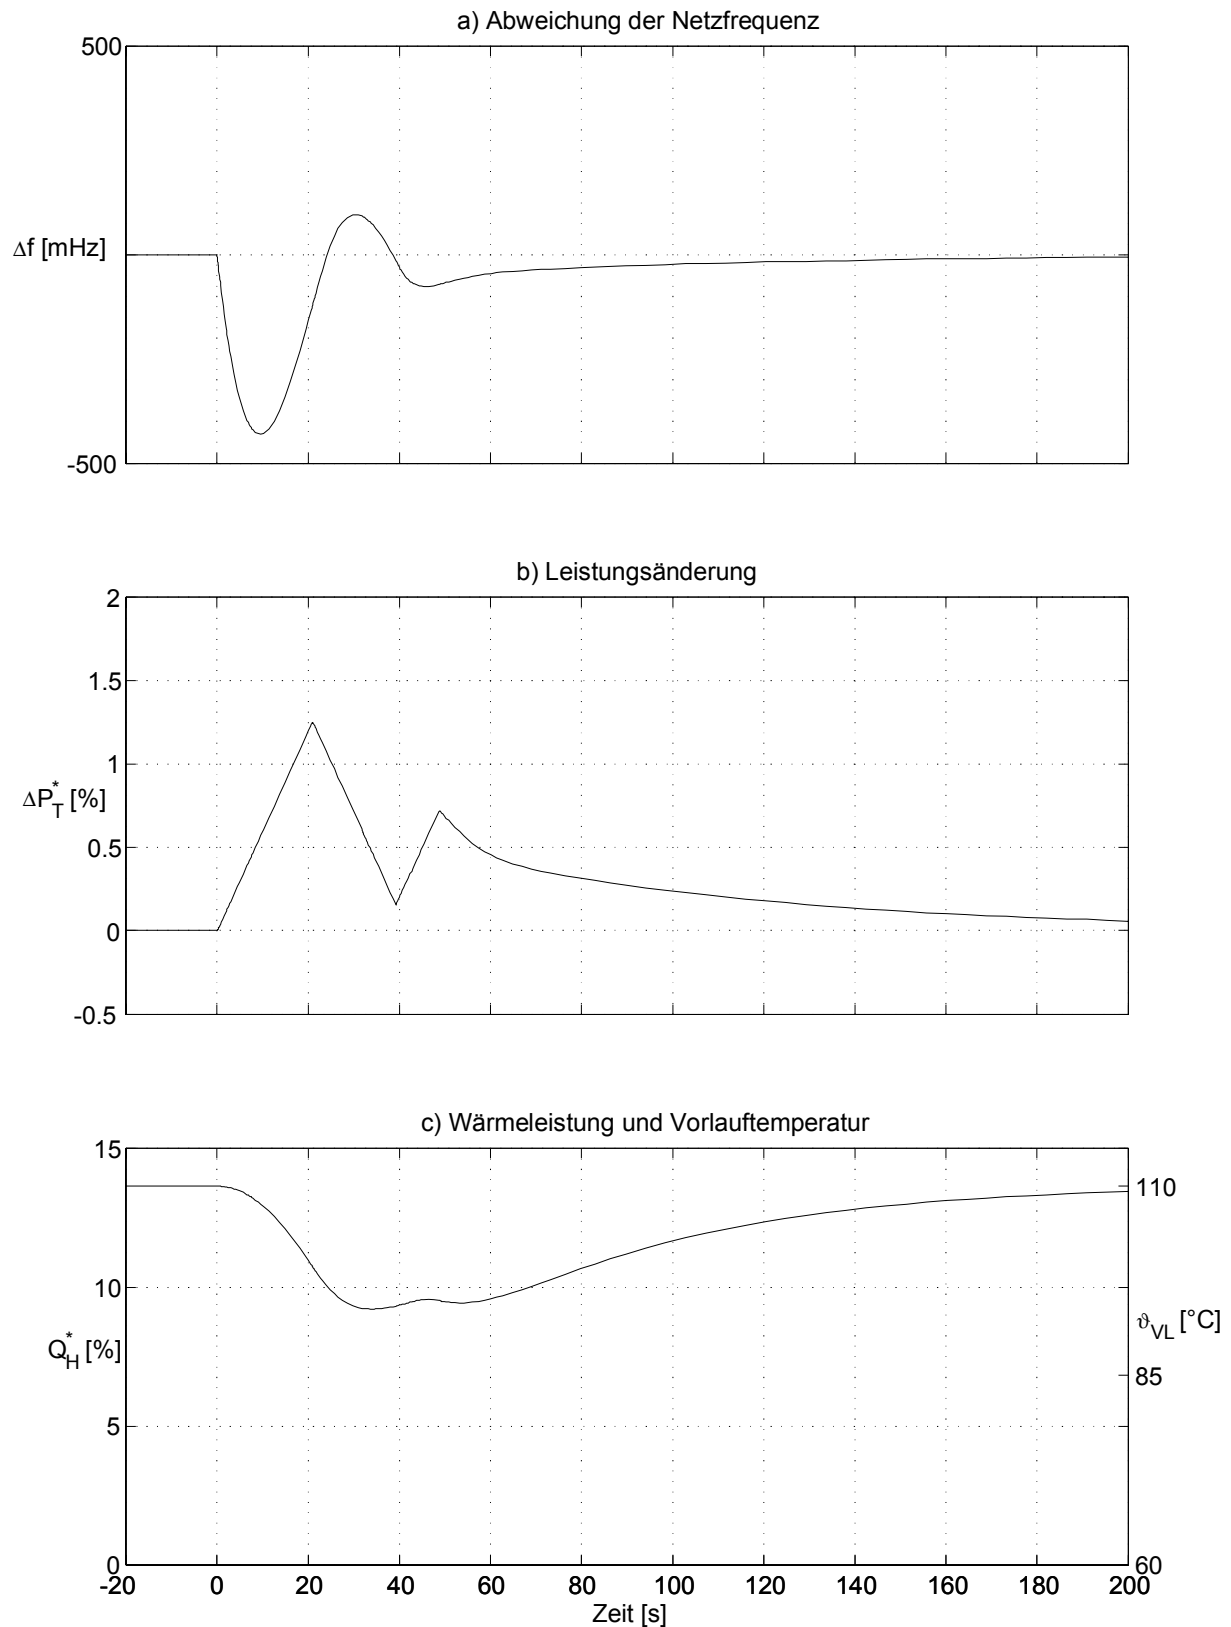 a) Abweichung der Netzfrequenz
500
Δf [mHz]
-500
b) Leistungsänderung
2
1.5
1
ΔP*T [%]
0.5
0
-0.5
c) Wärmeleistung und Vorlauftemperatur
15
110
10
ϑVL [°C]
Q*H [%]
85
5
0
60
-20 0 20 40 60 80 100 120 140 160 180 200
Zeit [s]